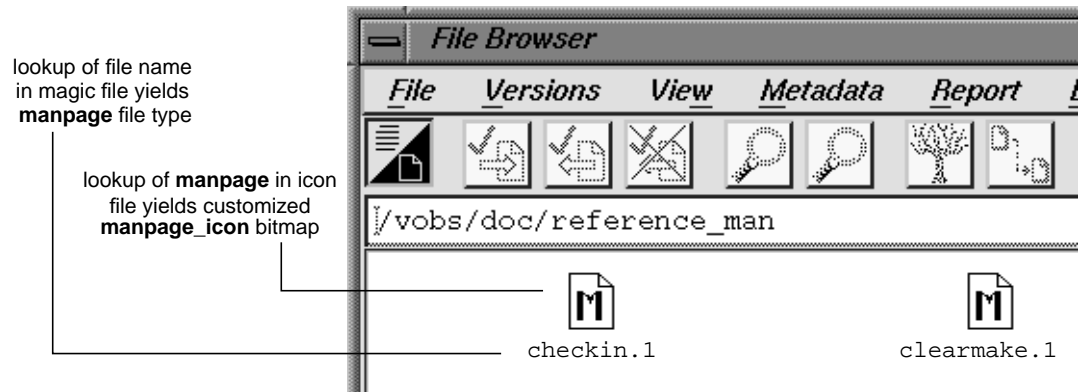 File Browser
lookup of file name
in magic file yields
manpage file type
File Versions View Metadata Report
lookup of manpage in icon
file yields customized
manpage_icon bitmap
/vobs/doc/reference_man
M M
checkin.1 clearmake.1